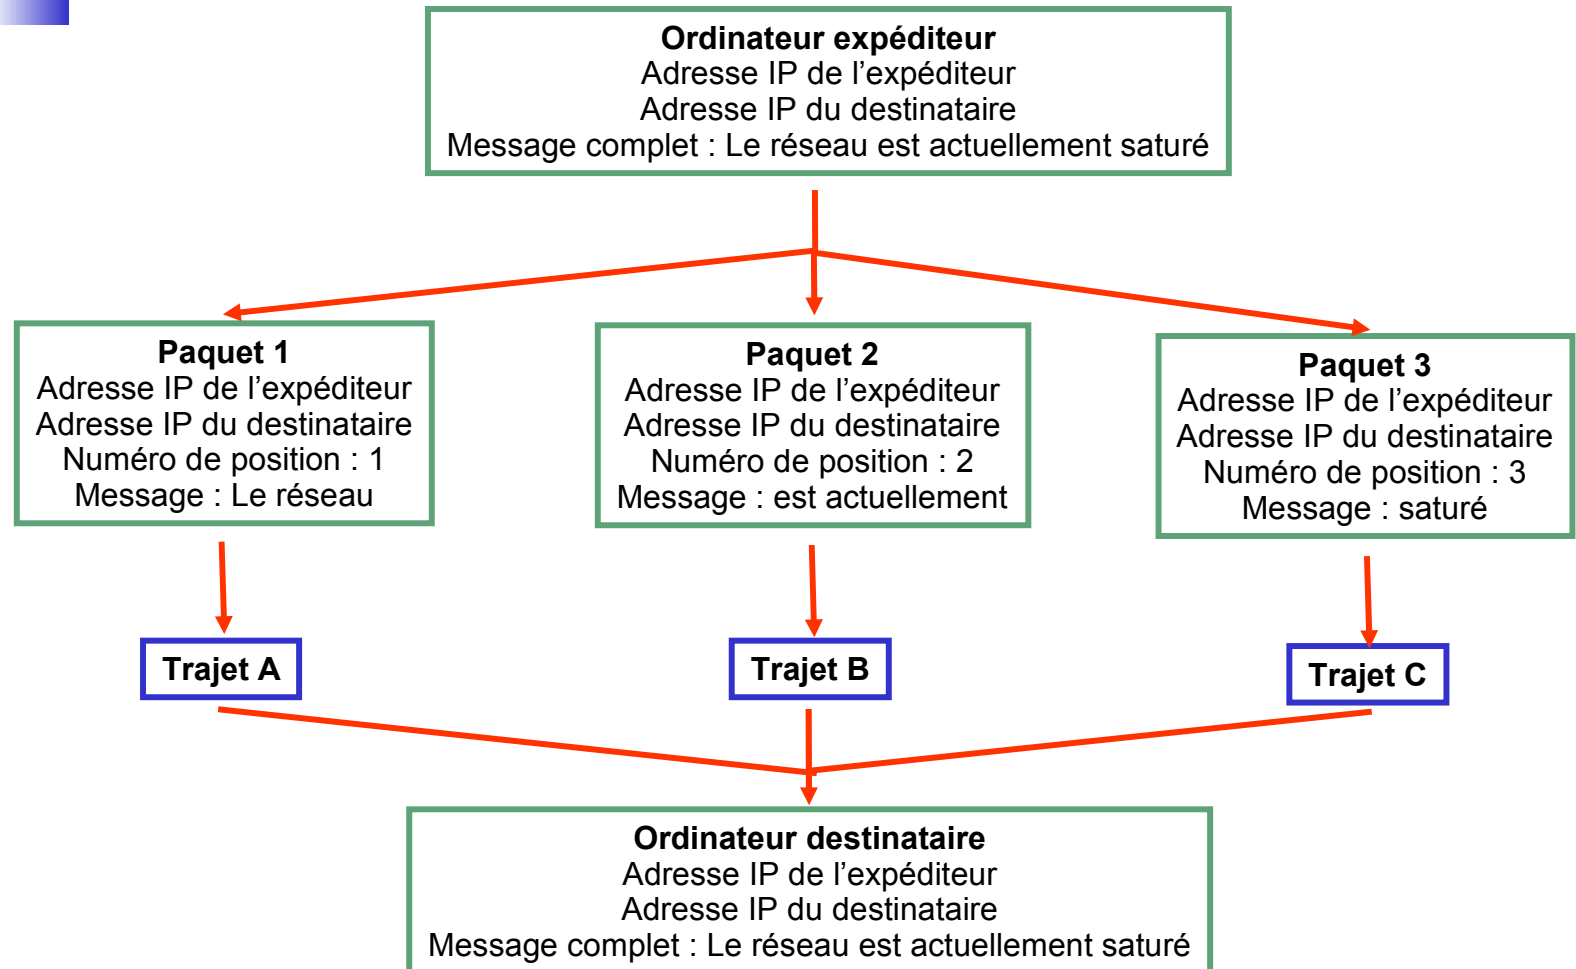 Ordinateur expéditeur
Adresse IP de l’expéditeur
Adresse IP du destinataire
Message complet : Le réseau est actuellement saturé
Paquet 1
Adresse IP de l’expéditeur
Adresse IP du destinataire
Numéro de position : 1
Message : Le réseau
Paquet 2
Adresse IP de l’expéditeur
Adresse IP du destinataire
Numéro de position : 2
Message : est actuellement
Paquet 3
Adresse IP de l’expéditeur
Adresse IP du destinataire
Numéro de position : 3
Message : saturé
Trajet A
Trajet B
Trajet C
Ordinateur destinataire
Adresse IP de l’expéditeur
Adresse IP du destinataire
Message complet : Le réseau est actuellement saturé